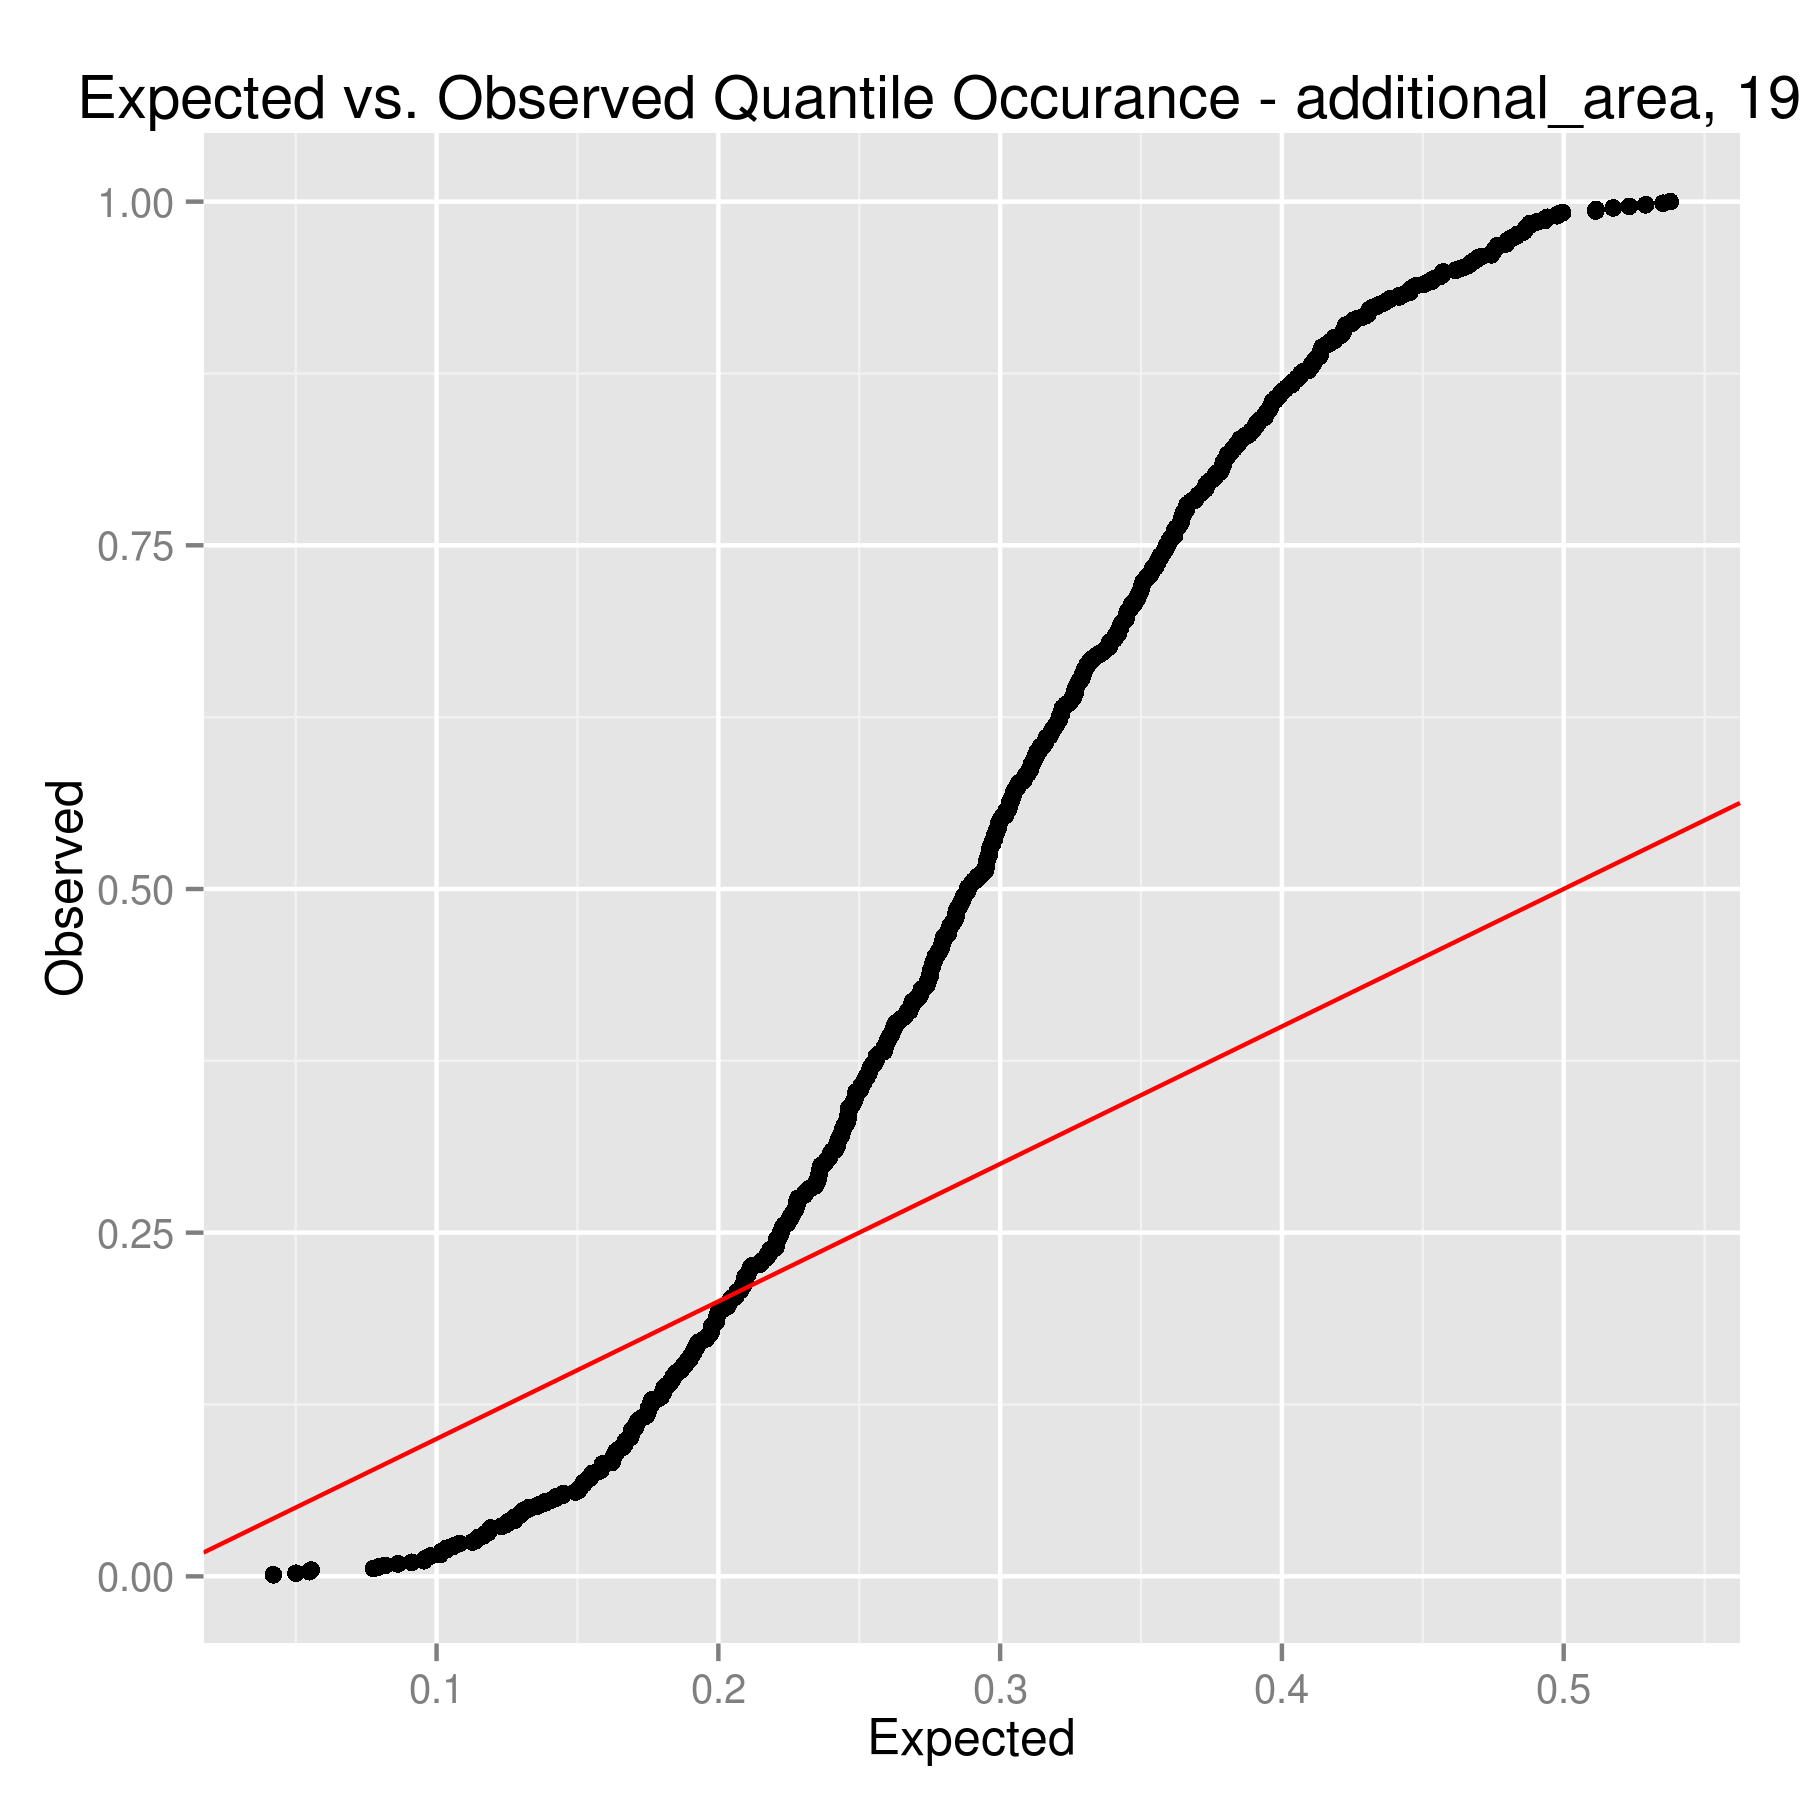 Expected vs. Observed Quantile Occurance - additional_area, 19
1.00
0.75
0.50
0.25
0.00
Observed
0.1 0.2 0.3 0.4 0.5
Expected